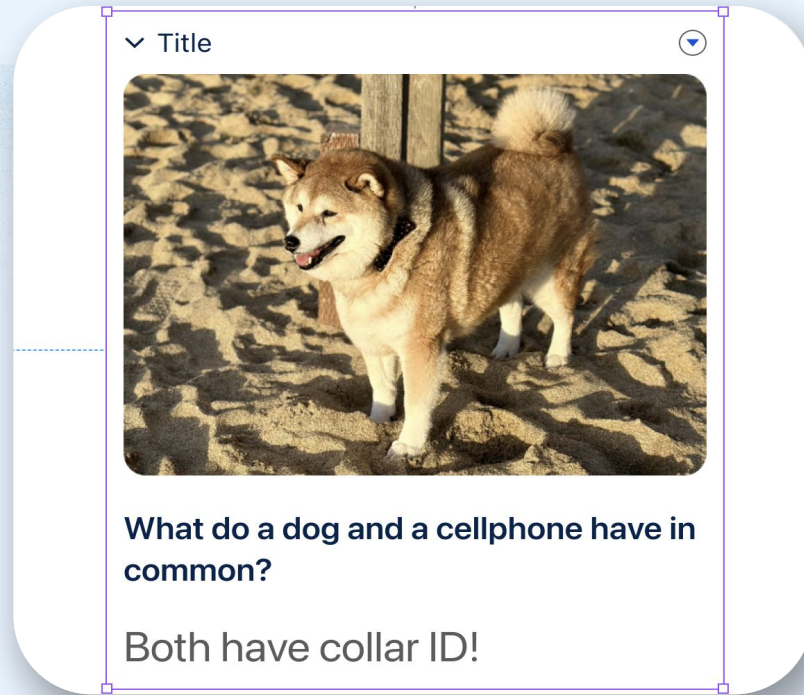 Title
What do a dog and a cellphone have in
common?
Both have collar ID!